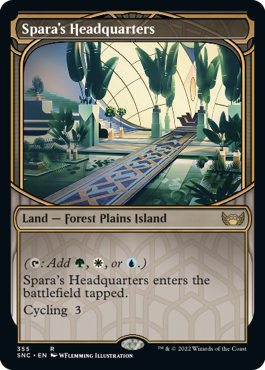 Spara's Headquarters
Land — Forest Plains Island
(: Add , , or .)
Spara's Headquarters enters the
battlefield tapped.
Cycling 3
355 R
SNC • EN WFLEMMING ILLUSTRATION
™ & © 2022 Wizards of the Coast